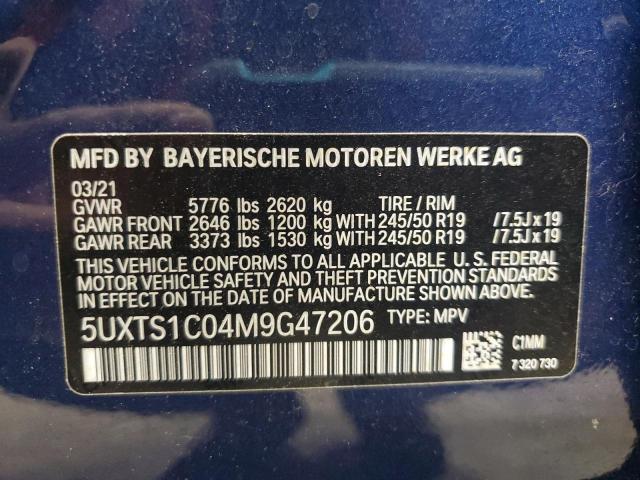 MFD BY BAYERISCHE MOTOREN WERKE AG
03/21
GVWR 5776 lbs 2620 kg TIRE / RIM
GAWR FRONT 2646 lbs 1200 kg WITH 245/50 R19 /7.5J x 19
GAWR REAR 3373 lbs 1530 kg WITH 245/50 R19 /7.5J x 19
THIS VEHICLE CONFORMS TO ALL APPLICABLE U. S. FEDERAL
MOTOR VEHICLE SAFETY AND THEFT PREVENTION STANDARDS
IN EFFECT ON THE DATE OF MANUFACTURE SHOWN ABOVE.
5UXTS1C04M9G47206 TYPE: MPV
C1MM
7 320 730